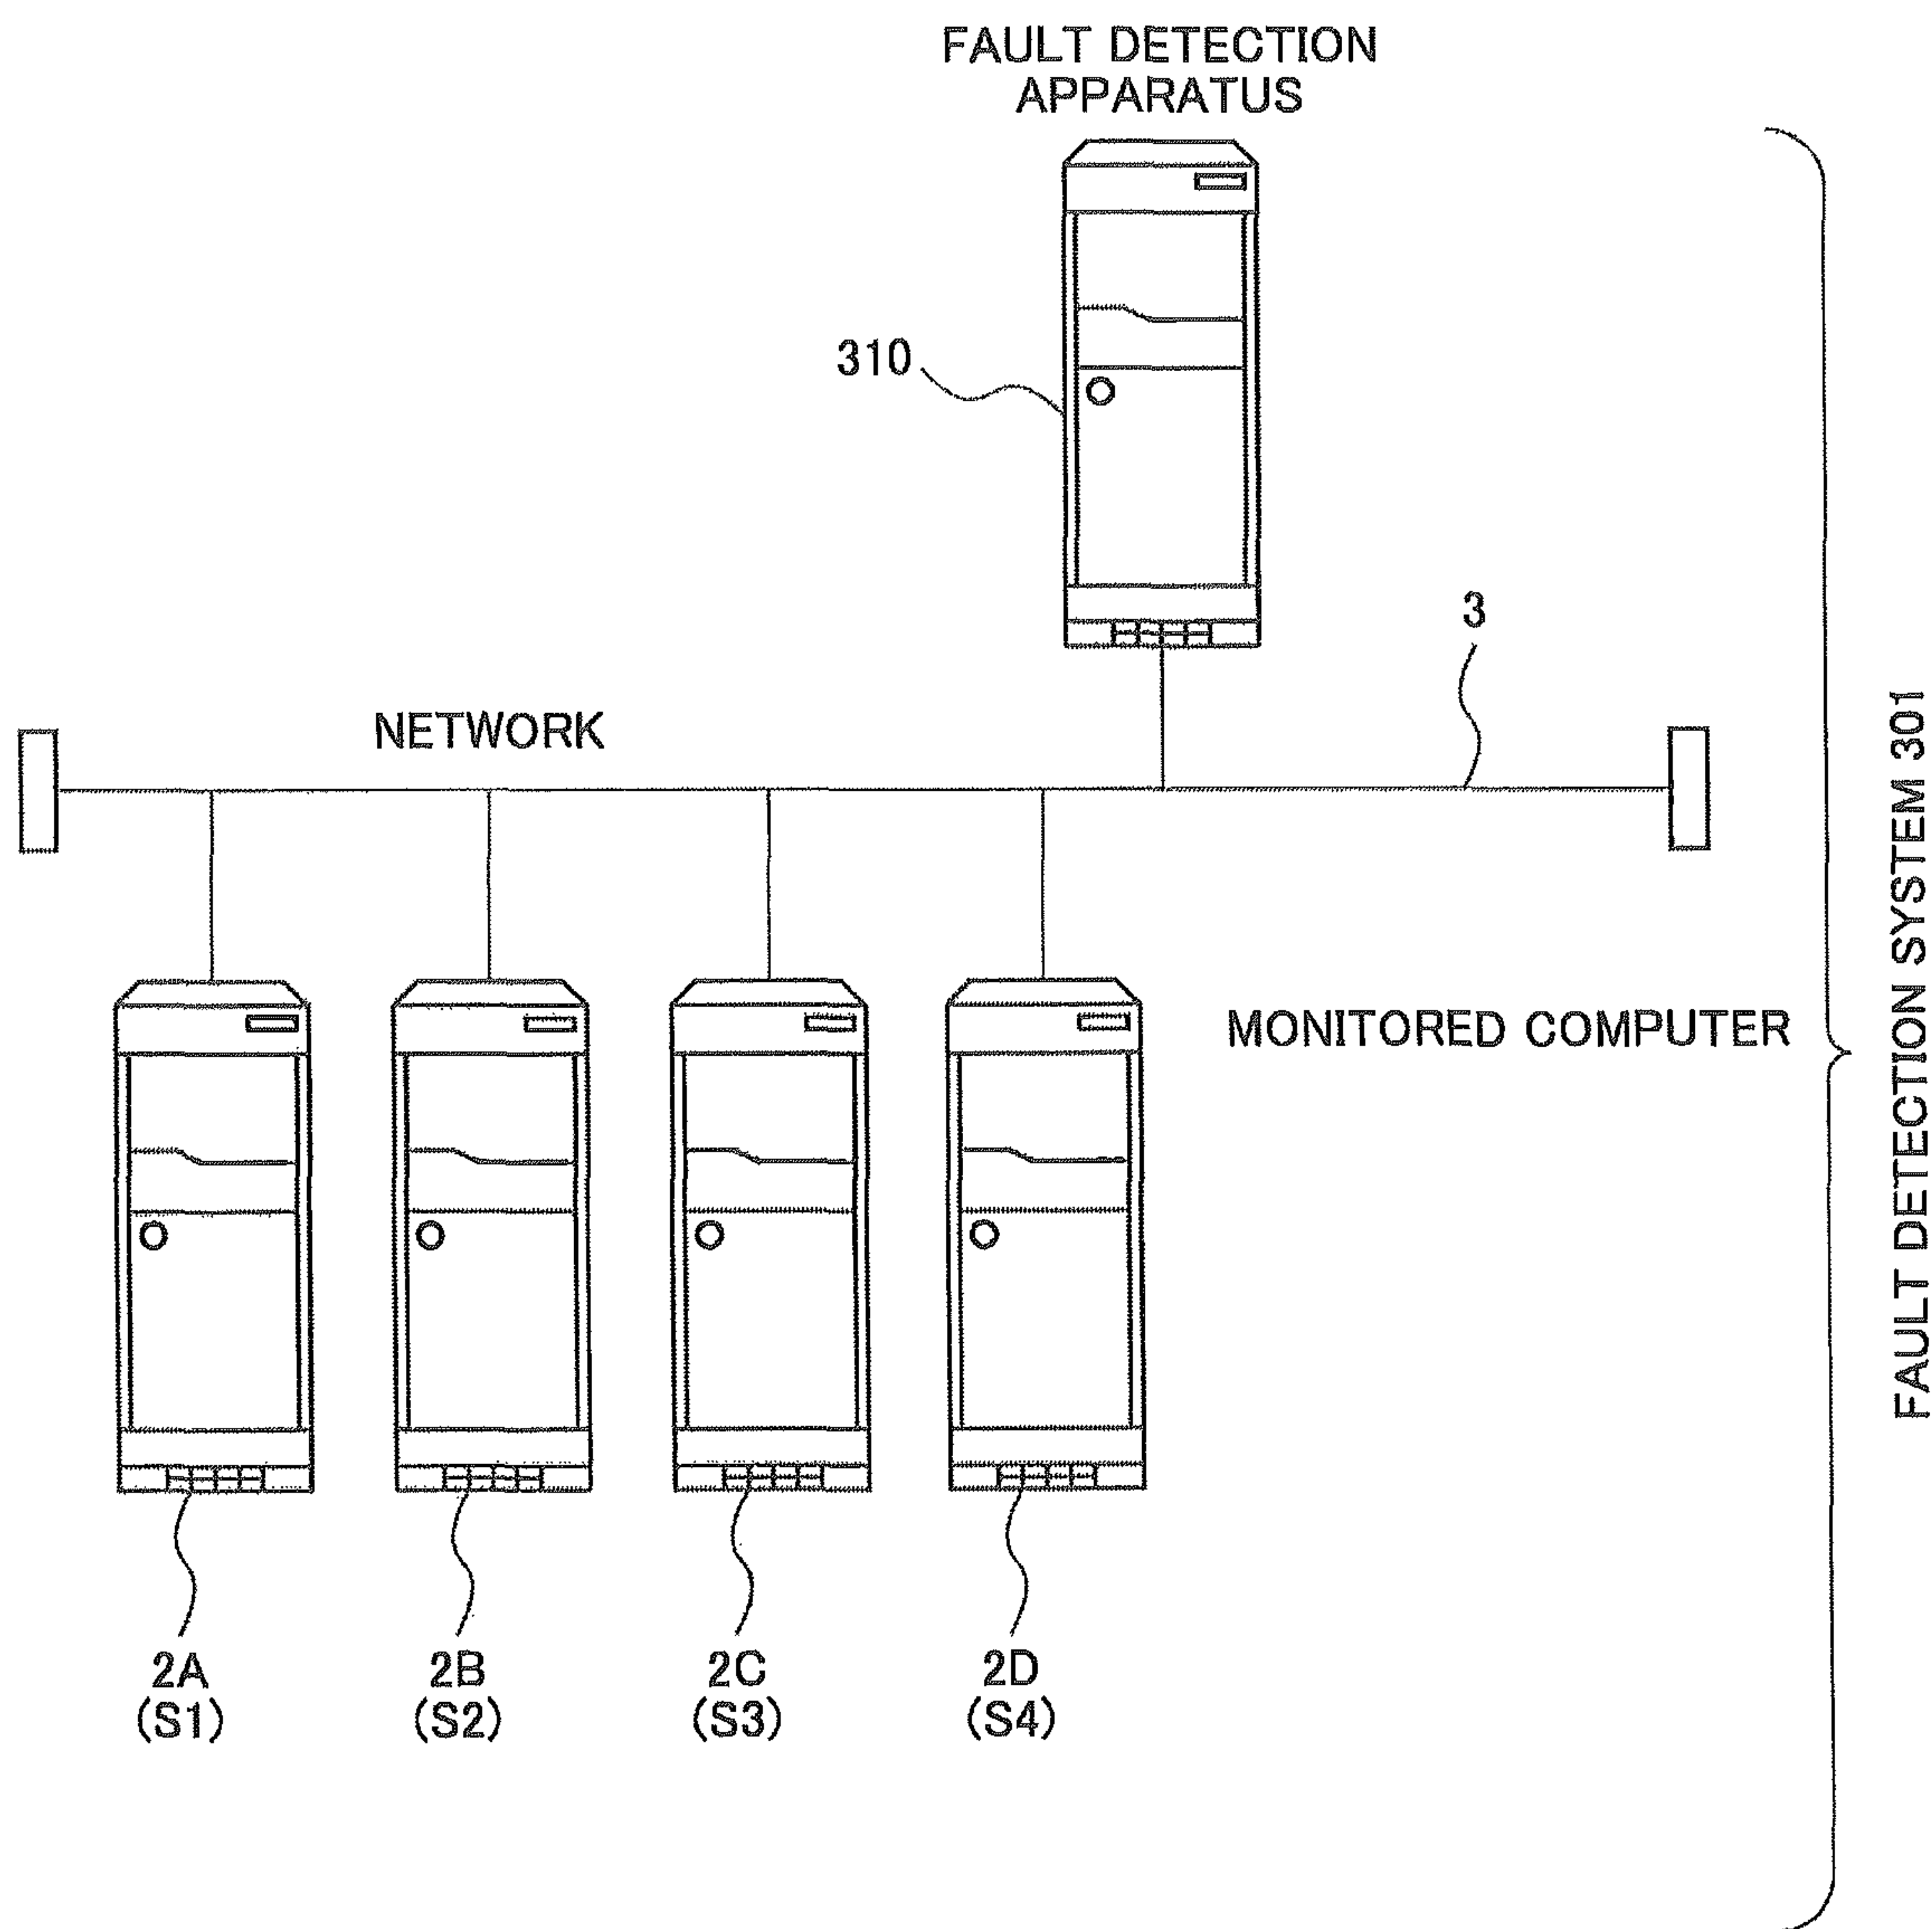 FAULT DETECTION
APPARATUS
310
3
NETWORK
MONITORED COMPUTER
FAULT DETECTION SYSTEM 301
2A
(S1)
2B
(S2)
2C
(S3)
2D
(S4)